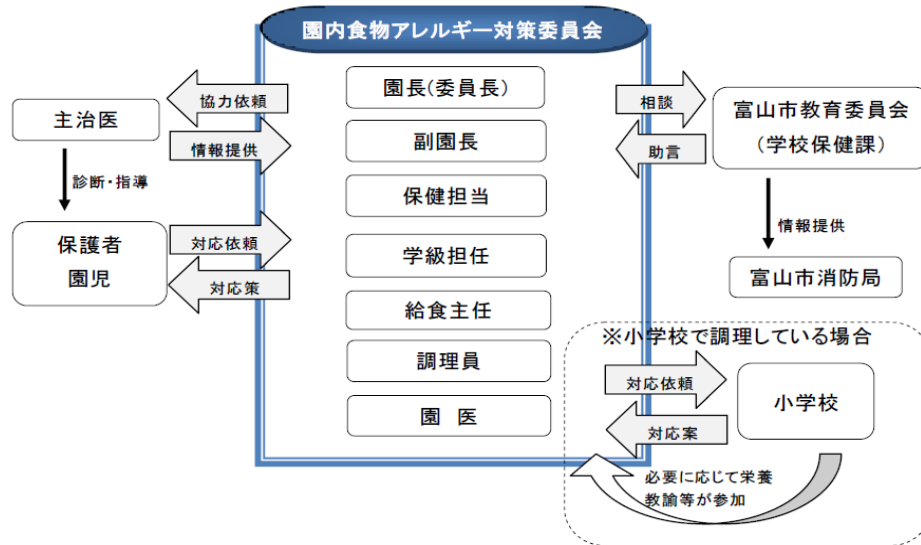 園内食物アレルギー対策委員会
園長(委員長)
副園長
保健担当
学級担任
給食主任
調理員
園 医
協力依頼
主治医
情報提供
診断・指導
保護者
園児
対応依頼
対応策
相談
助言
富山市教育委員会
(学校保健課)
情報提供
富山市消防局
※小学校で調理している場合
対応依頼
小学校
対応案
必要に応じて栄養
教諭等が参加